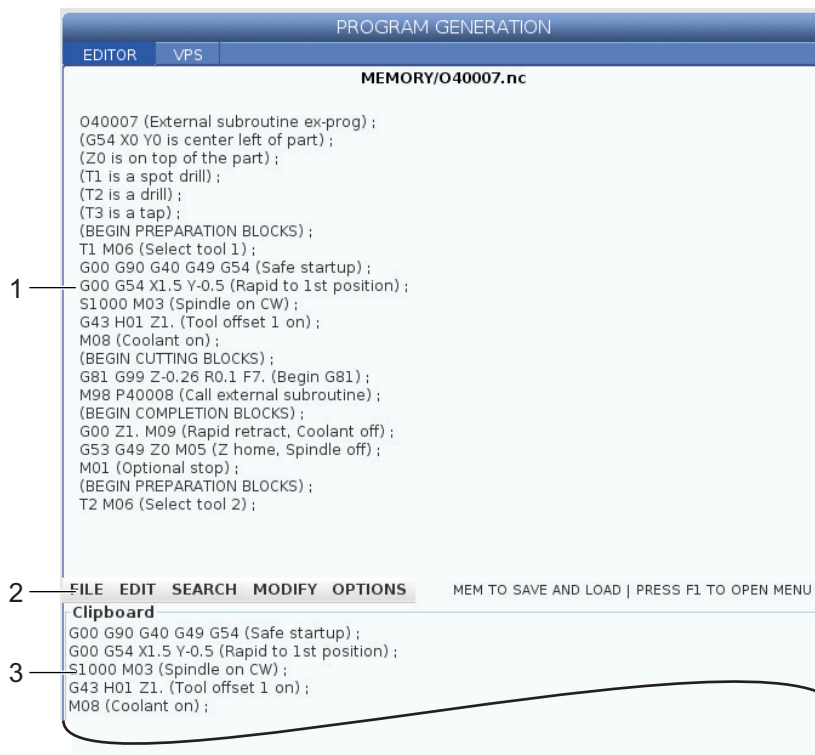 PROGRAM GENERATION
EDITOR VPS
MEMORY/O40007.nc
O40007 (External subroutine ex-prog) ;
(G54 X0 Y0 is center left of part) ;
(Z0 is on top of the part) ;
(T1 is a spot drill) ;
(T2 is a drill) ;
(T3 is a tap) ;
(BEGIN PREPARATION BLOCKS) ;
T1 M06 (Select tool 1) ;
G00 G90 G40 G49 G54 (Safe startup) ;
1 G00 G54 X1.5 Y-0.5 (Rapid to 1st position) ;
S1000 M03 (Spindle on CW) ;
G43 H01 Z1. (Tool offset 1 on) ;
M08 (Coolant on) ;
(BEGIN CUTTING BLOCKS) ;
G81 G99 Z-0.26 R0.1 F7. (Begin G81) ;
M98 P40008 (Call external subroutine) ;
(BEGIN COMPLETION BLOCKS) ;
G00 Z1. M09 (Rapid retract, Coolant off) ;
G53 G49 Z0 M05 (Z home, Spindle off) ;
M01 (Optional stop) ;
(BEGIN PREPARATION BLOCKS) ;
T2 M06 (Select tool 2) ;
2 FILE EDIT SEARCH MODIFY OPTIONS MEM TO SAVE AND LOAD | PRESS F1 TO OPEN MENU
Clipboard
G00 G90 G40 G49 G54 (Safe startup) ;
G00 G54 X1.5 Y-0.5 (Rapid to 1st position) ;
3 S1000 M03 (Spindle on CW) ;
G43 H01 Z1. (Tool offset 1 on) ;
M08 (Coolant on) ;